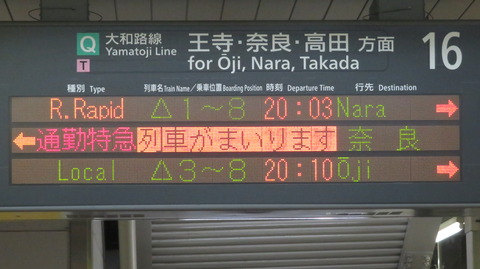 Q 大和路線 王寺・奈良・高田 方面 16
T Yamatoji Line for Ōji, Nara, Takada
種別 Type 列車名 Train Name／乗車位置 Boarding Position 時刻 Departure Time 行先 Destination
R.Rapid △1～8 20:03 Nara →
← 通勤特急 列車がまいります 奈良
Local △3～8 20:10 Ōji →